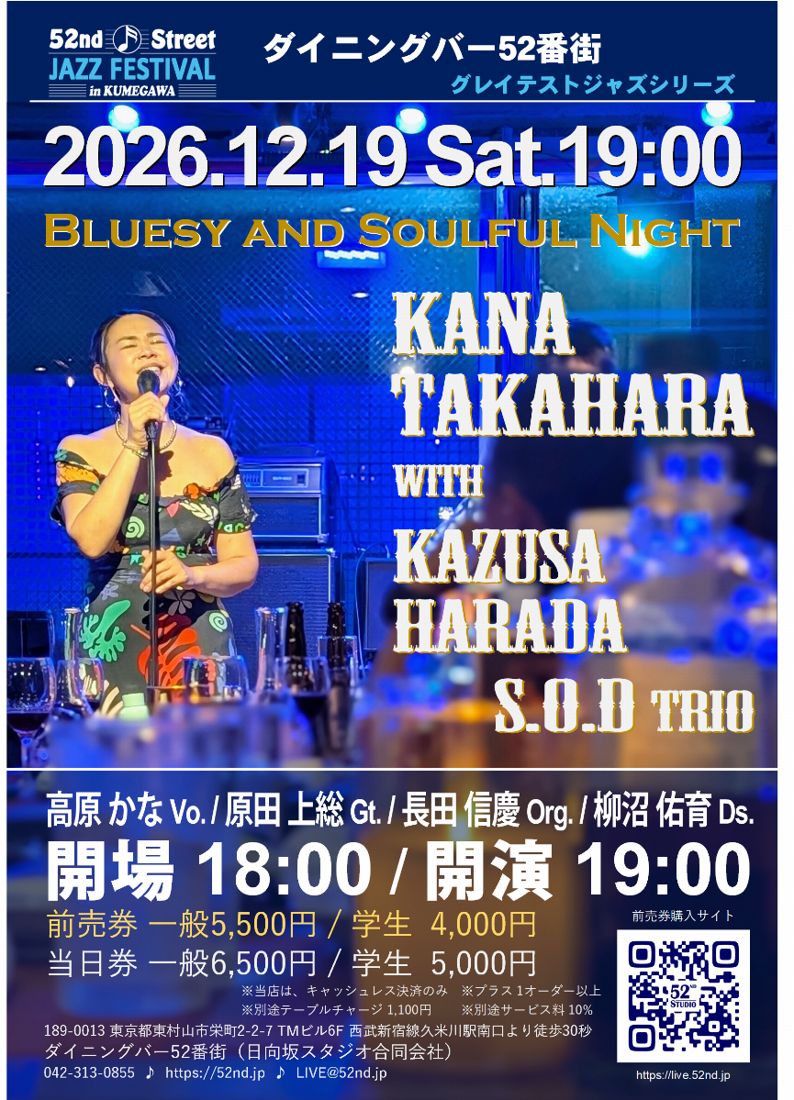 52nd Street
JAZZ FESTIVAL
in KUMEGAWA
ダイニングバー52番街
グレイテストジャズシリーズ
2026.12.19 Sat.19:00
BLUESY AND SOULFUL NIGHT
KANA
TAKAHARA
WITH
KAZUSA
HARADA
S.O.D TRIO
高原 かな Vo. / 原田 上総 Gt. / 長田 信慶 Org. / 柳沼 佑育 Ds.
開場 18:00 / 開演 19:00
前売券 一般5,500円 / 学生 4,000円
当日券 一般6,500円 / 学生 5,000円
※当店は、キャッシュレス決済のみ ※プラス 1オーダー以上
※別途テーブルチャージ 1,100円 ※別途サービス料 10%
189-0013 東京都東村山市栄町2-2-7 TMビル6F 西武新宿線久米川駅南口より徒歩30秒
ダイニングバー52番街（日向坂スタジオ合同会社）
042-313-0855 ♪ https://52nd.jp ♪ LIVE@52nd.jp
前売券購入サイト
52ND
STUDIO
https://live.52nd.jp